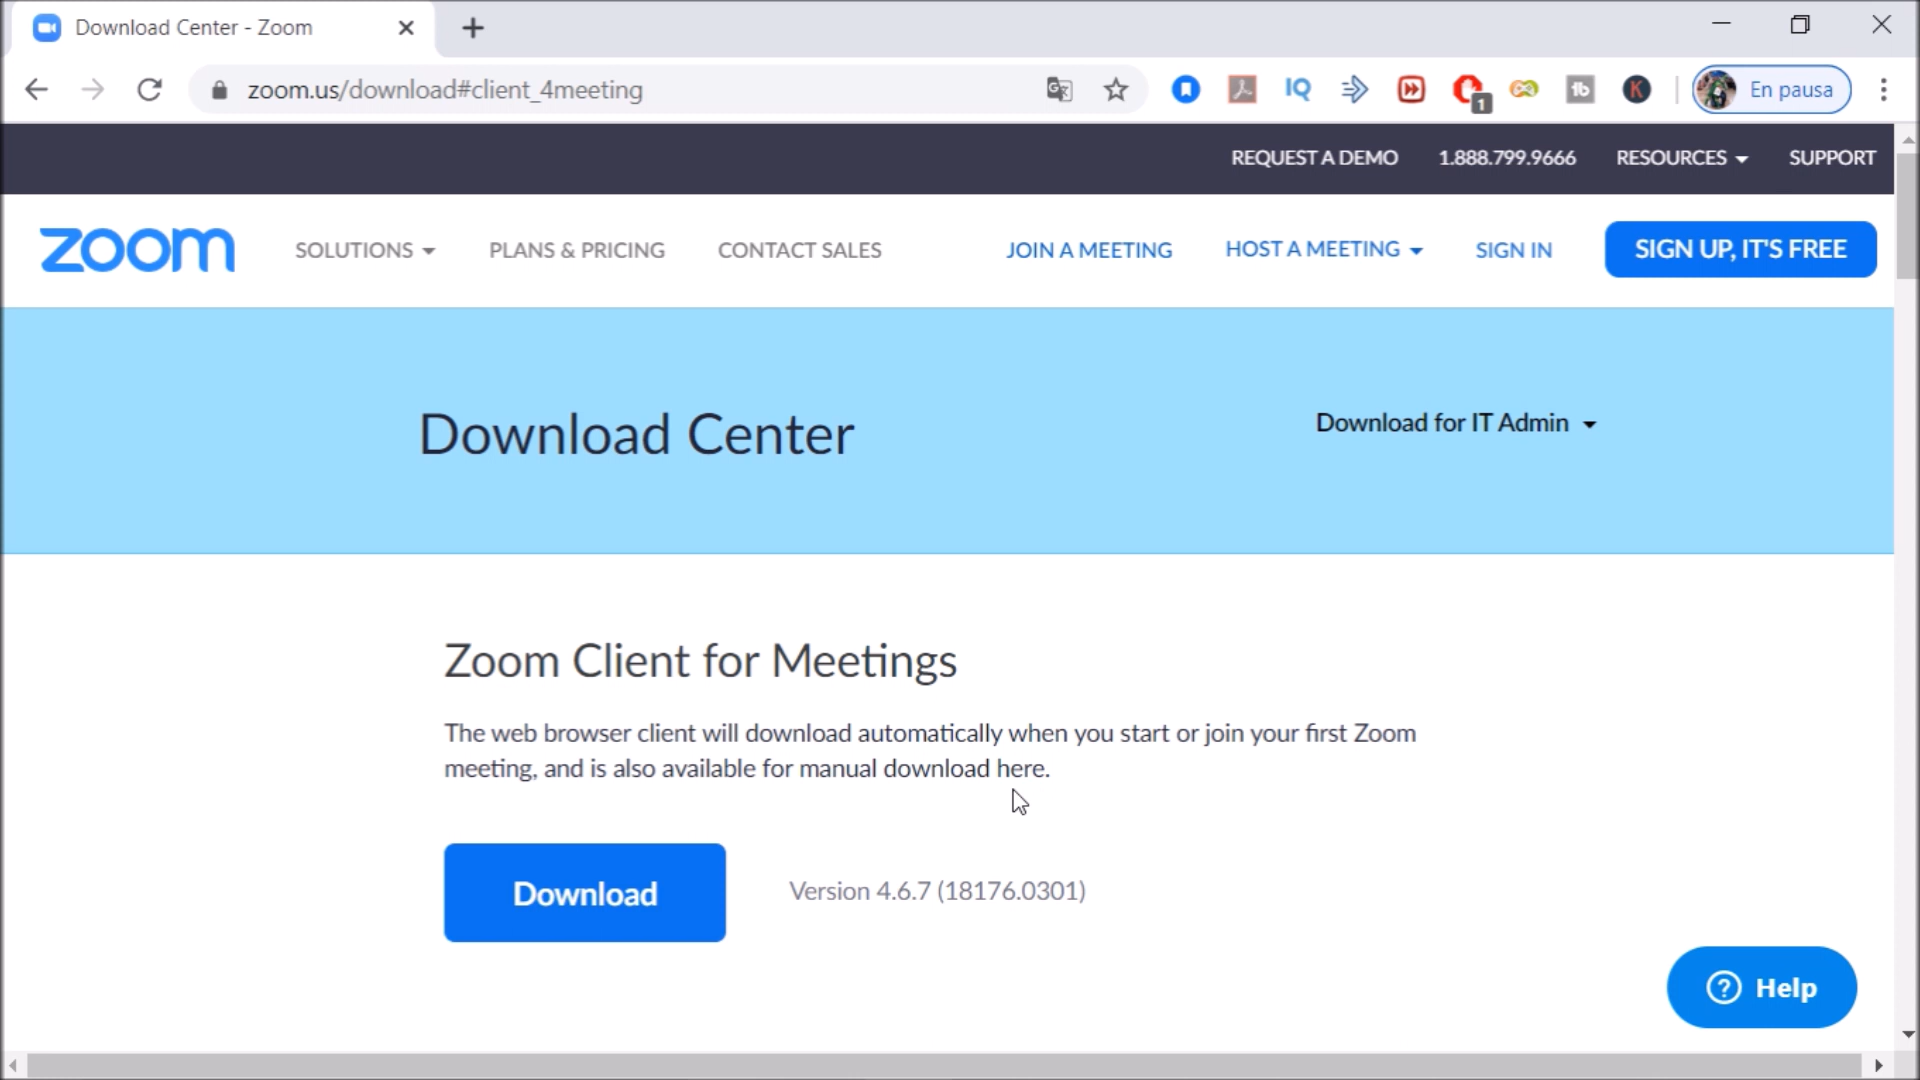 Download Center - Zoom
zoom.us/download#client_4meeting
IQ
1
tb
K
En pausa
REQUEST A DEMO 1.888.799.9666 RESOURCES SUPPORT
zoom SOLUTIONS PLANS & PRICING CONTACT SALES JOIN A MEETING HOST A MEETING SIGN IN SIGN UP, IT'S FREE
Download Center
Download for IT Admin
Zoom Client for Meetings
The web browser client will download automatically when you start or join your first Zoom
meeting, and is also available for manual download here.
Download
Version 4.6.7 (18176.0301)
? Help